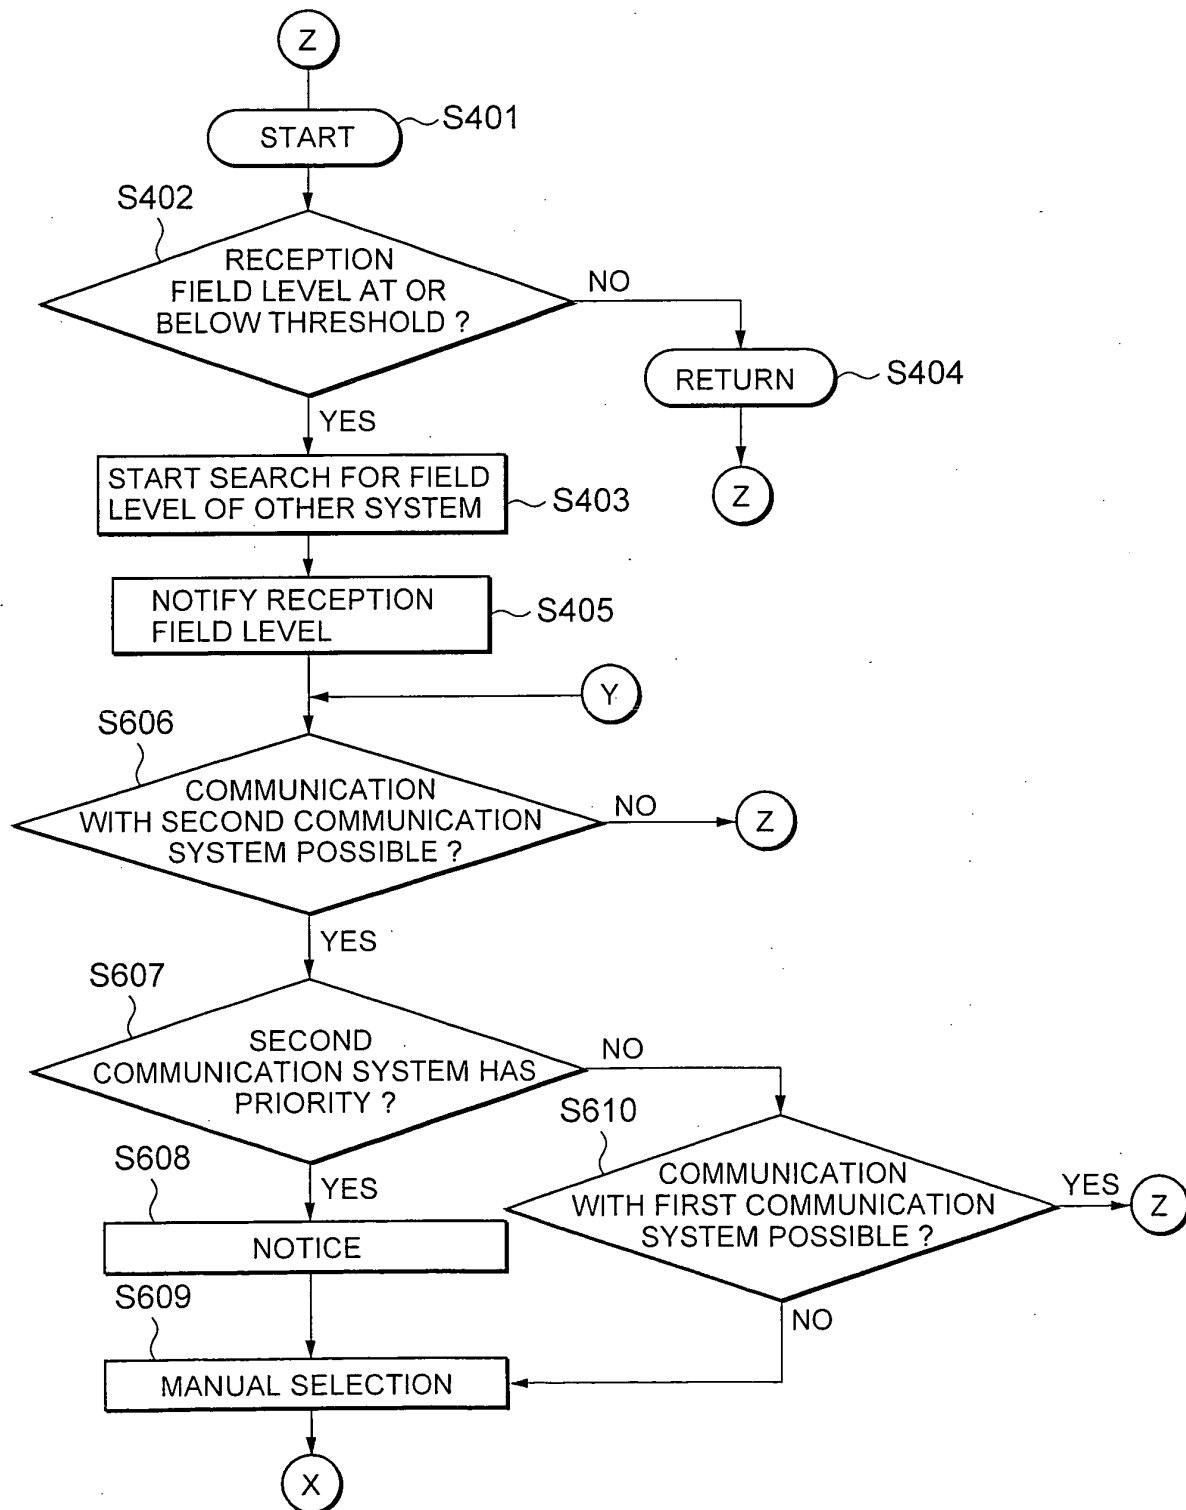 Z
START
S401
S402
RECEPTION
FIELD LEVEL AT OR
BELOW THRESHOLD ?
NO
RETURN
S404
Z
YES
START SEARCH FOR FIELD
LEVEL OF OTHER SYSTEM
S403
NOTIFY RECEPTION
FIELD LEVEL
S405
Y
S606
COMMUNICATION
WITH SECOND COMMUNICATION
SYSTEM POSSIBLE ?
NO
Z
YES
S607
SECOND
COMMUNICATION SYSTEM HAS
PRIORITY ?
NO
S610
COMMUNICATION
WITH FIRST COMMUNICATION
SYSTEM POSSIBLE ?
YES
Z
NO
YES
S608
NOTICE
S609
MANUAL SELECTION
X